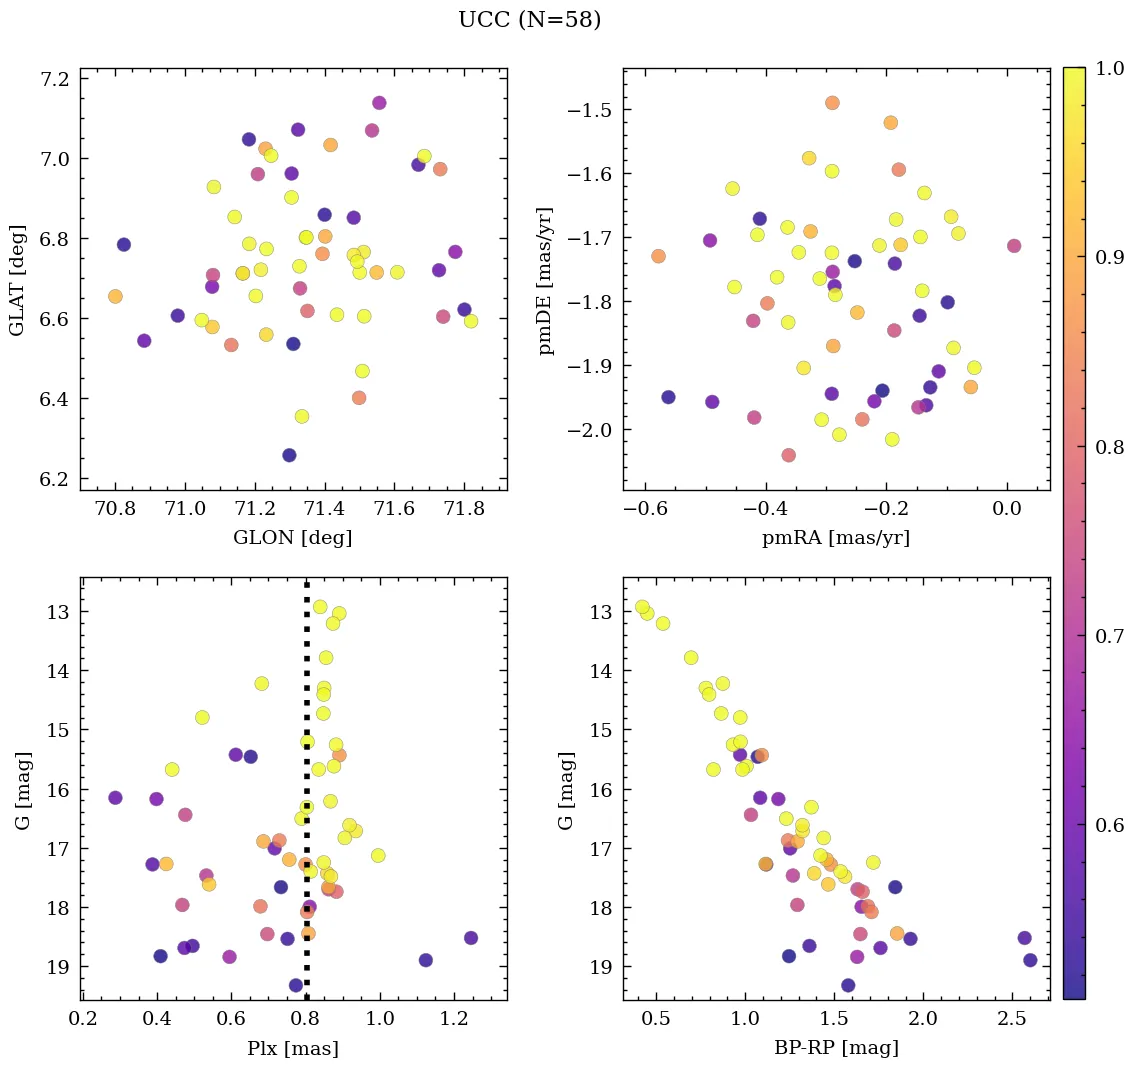 UCC (N=58)
7.2
7.0
6.8
6.6
6.4
6.2
GLAT [deg]
70.8 71.0 71.2 71.4 71.6 71.8
GLON [deg]
−1.5
−1.6
−1.7
−1.8
−1.9
−2.0
pmDE [mas/yr]
−0.6 −0.4 −0.2 0.0
pmRA [mas/yr]
1.0
0.9
0.8
0.7
0.6
13
14
15
16
17
18
19
G [mag]
0.2 0.4 0.6 0.8 1.0 1.2
Plx [mas]
13
14
15
16
17
18
19
G [mag]
0.5 1.0 1.5 2.0 2.5
BP-RP [mag]